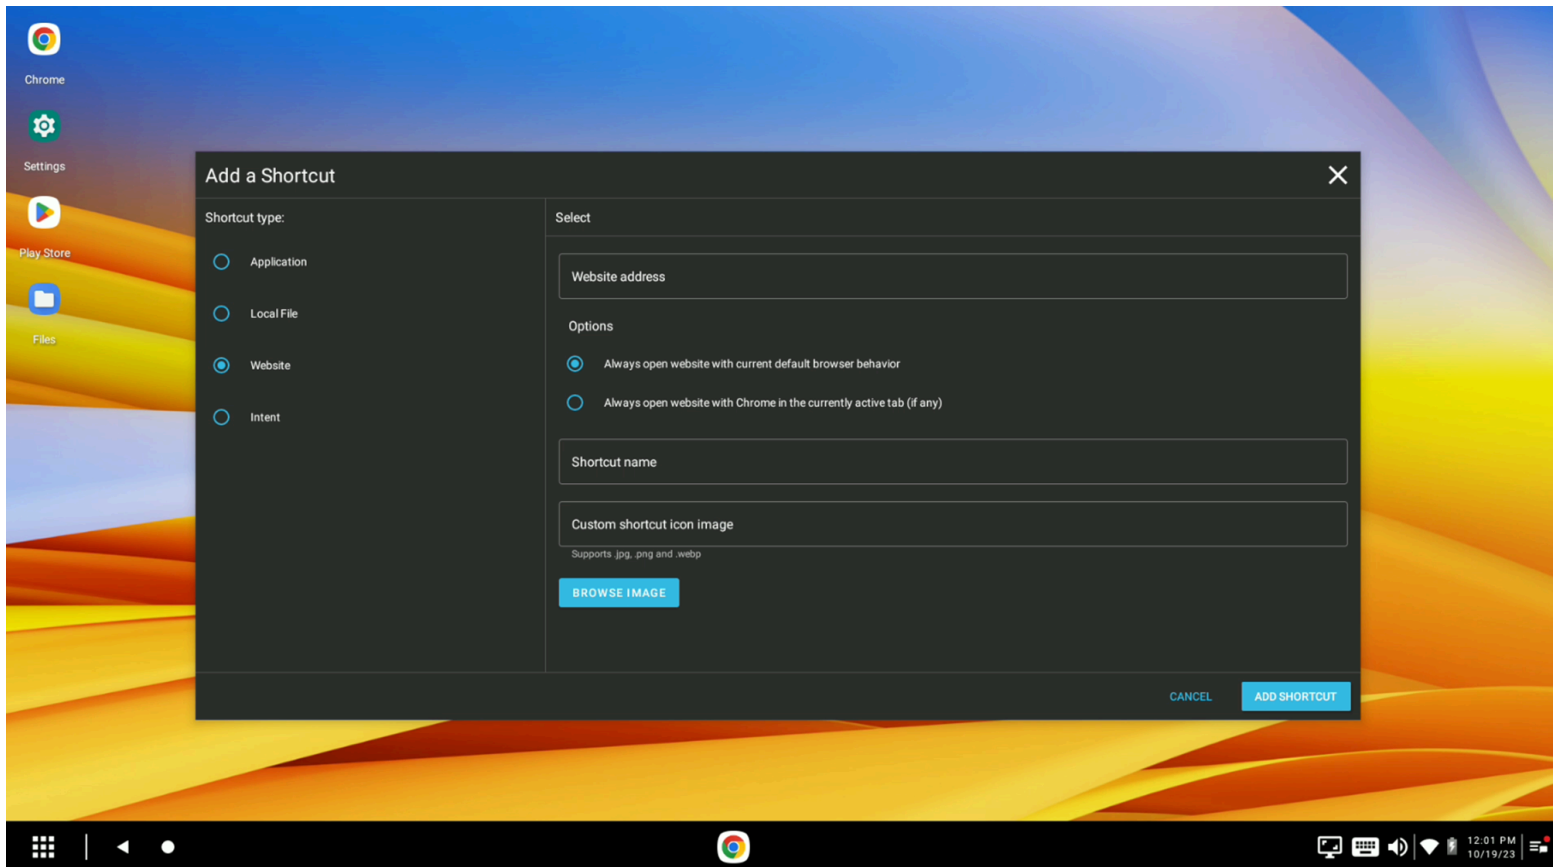 Chrome
Settings
Play Store
Files
Add a Shortcut
Shortcut type:
Application
Local File
Website
Intent
Select
Website address
Options
Always open website with current default browser behavior
Always open website with Chrome in the currently active tab (if any)
Shortcut name
Custom shortcut icon image
Supports .jpg, .png and .webp
BROWSE IMAGE
CANCEL
ADD SHORTCUT
12:01 PM
10/19/23